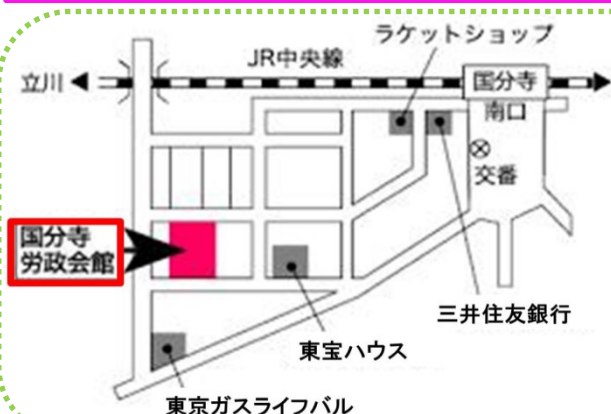 ラケットショップ
JR中央線
立川
国分寺
南口
交番
国分寺
労政会館
三井住友銀行
東宝ハウス
東京ガスライフバル